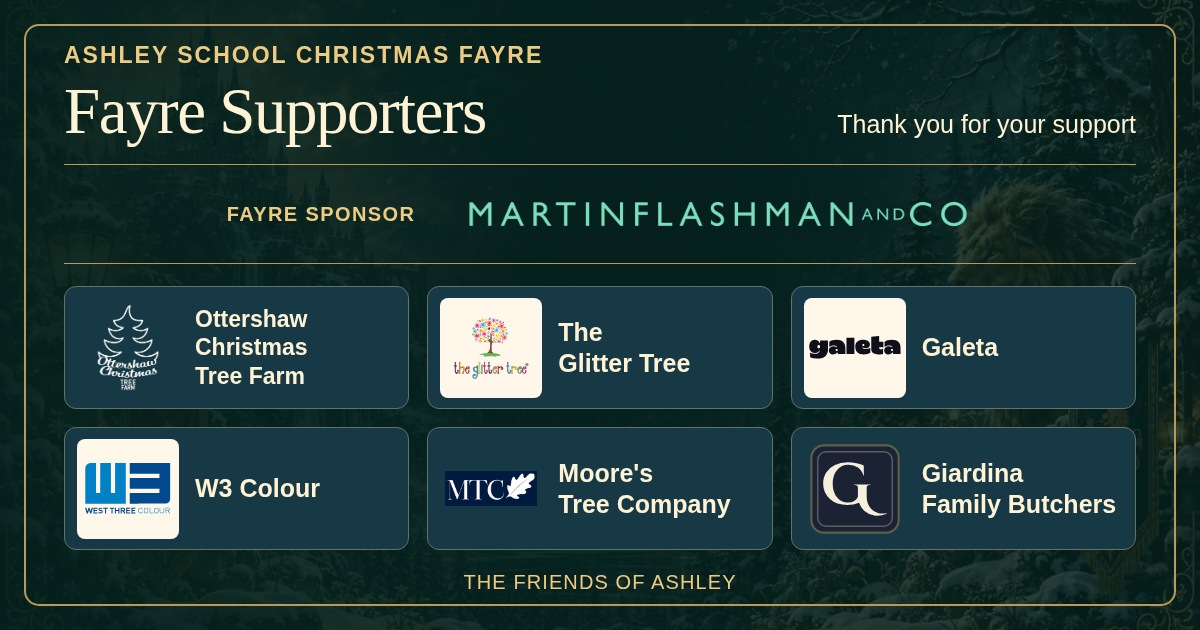 ASHLEY SCHOOL CHRISTMAS FAYRE
Fayre Supporters
Thank you for your support
FAYRE SPONSOR
MARTINFLASHMAN AND CO
Ottershaw
Christmas
TREE
FARM
Ottershaw
Christmas
Tree Farm
the glitter tree
The
Glitter Tree
galeta
Galeta
W3
WEST THREE COLOUR
W3 Colour
MTC
Moore's
Tree Company
G
Giardina
Family Butchers
THE FRIENDS OF ASHLEY